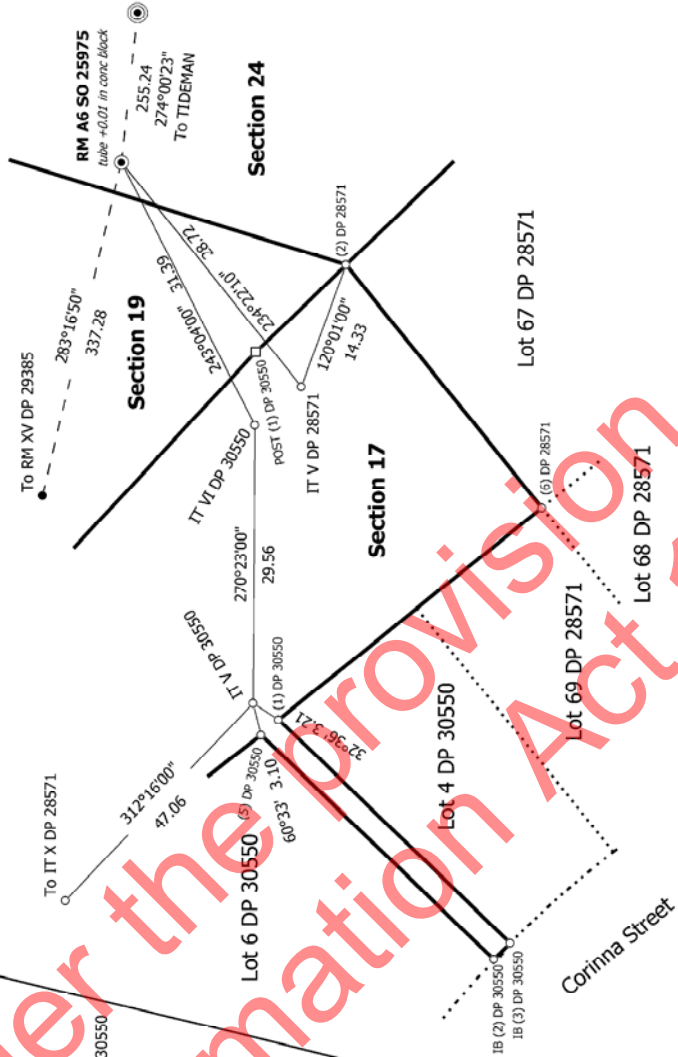 RM A6 SO 25975
tube +0.01 in conc block
255.24
274°00'23"
To TIDEMAN
Section 24
To RM XV DP 29385
283°16'50"
337.28
Section 19
243°04'00" 31.39
234°22'10" 28.72
(2) DP 28571
120°01'00"
14.33
POST (1) DP 30550
IT VI DP 30550
IT V DP 28571
Lot 67 DP 28571
270°23'00"
29.56
Section 17
IT V DP 30550
(1) DP 30550
32°36' 3.21
(6) DP 28571
Lot 68 DP 28571
Lot 69 DP 28571
Lot 4 DP 30550
To IT X DP 28571
312°16'00"
47.06
(5) DP 30550
60°33' 3.10
Lot 6 DP 30550
IB (2) DP 30550
IB (3) DP 30550
Corinna Street
30550
er the provision
mation Act